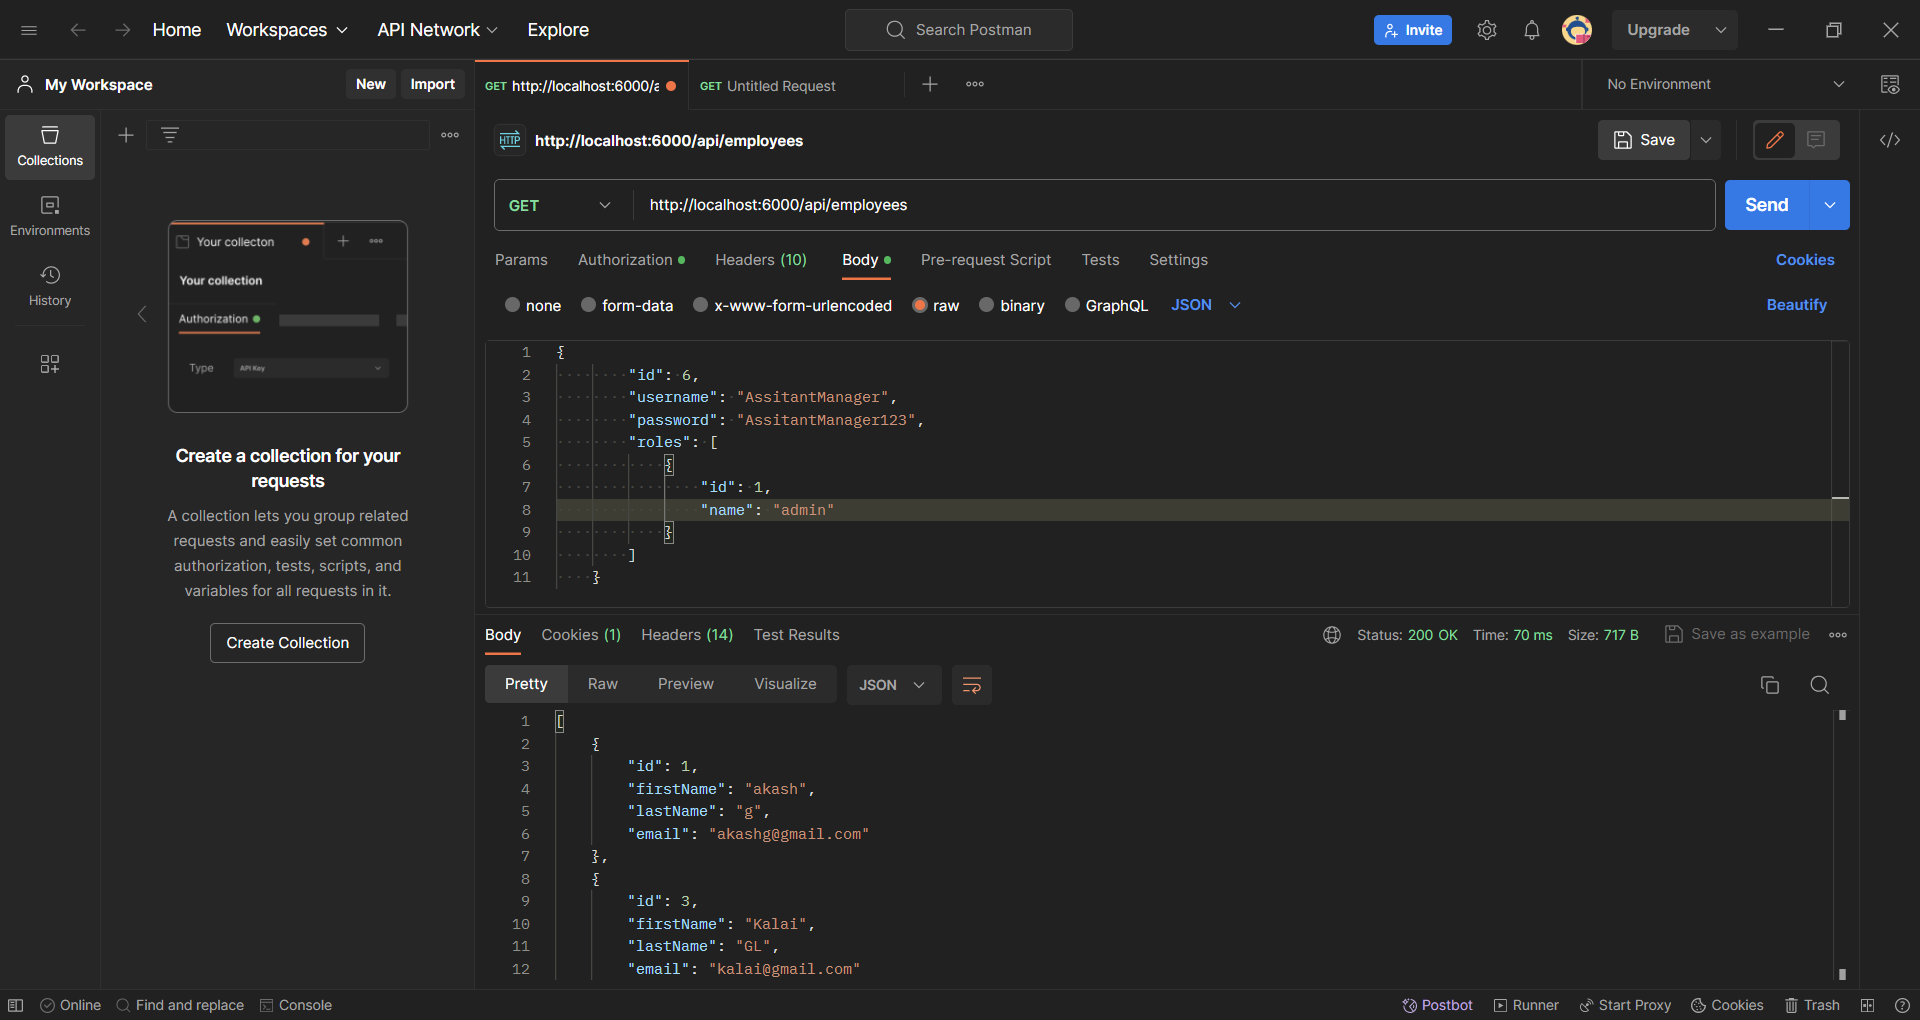 Home Workspaces API Network Explore Search Postman Invite Upgrade
My Workspace New Import GET http://localhost:6000/a GET Untitled Request No Environment
Collections
Environments
History
Your collecton
Your collection
Authorization
Type API Key
Create a collection for your
requests
A collection lets you group related
requests and easily set common
authorization, tests, scripts, and
variables for all requests in it.
Create Collection
HTTP http://localhost:6000/api/employees Save
GET http://localhost:6000/api/employees Send
Params Authorization Headers (10) Body Pre-request Script Tests Settings Cookies
none form-data x-www-form-urlencoded raw binary GraphQL JSON Beautify
1 {
2 "id": 6,
3 "username": "AssitantManager",
4 "password": "AssitantManager123",
5 "roles": [
6 {
7 "id": 1,
8 "name": "admin"
9 }
10 ]
11 }
Body Cookies (1) Headers (14) Test Results Status: 200 OK Time: 70 ms Size: 717 B Save as example
Pretty Raw Preview Visualize JSON
1 [
2 {
3 "id": 1,
4 "firstName": "akash",
5 "lastName": "g",
6 "email": "akashg@gmail.com"
7 },
8 {
9 "id": 3,
10 "firstName": "Kalai",
11 "lastName": "GL",
12 "email": "kalai@gmail.com"
Online Find and replace Console Postbot Runner Start Proxy Cookies Trash